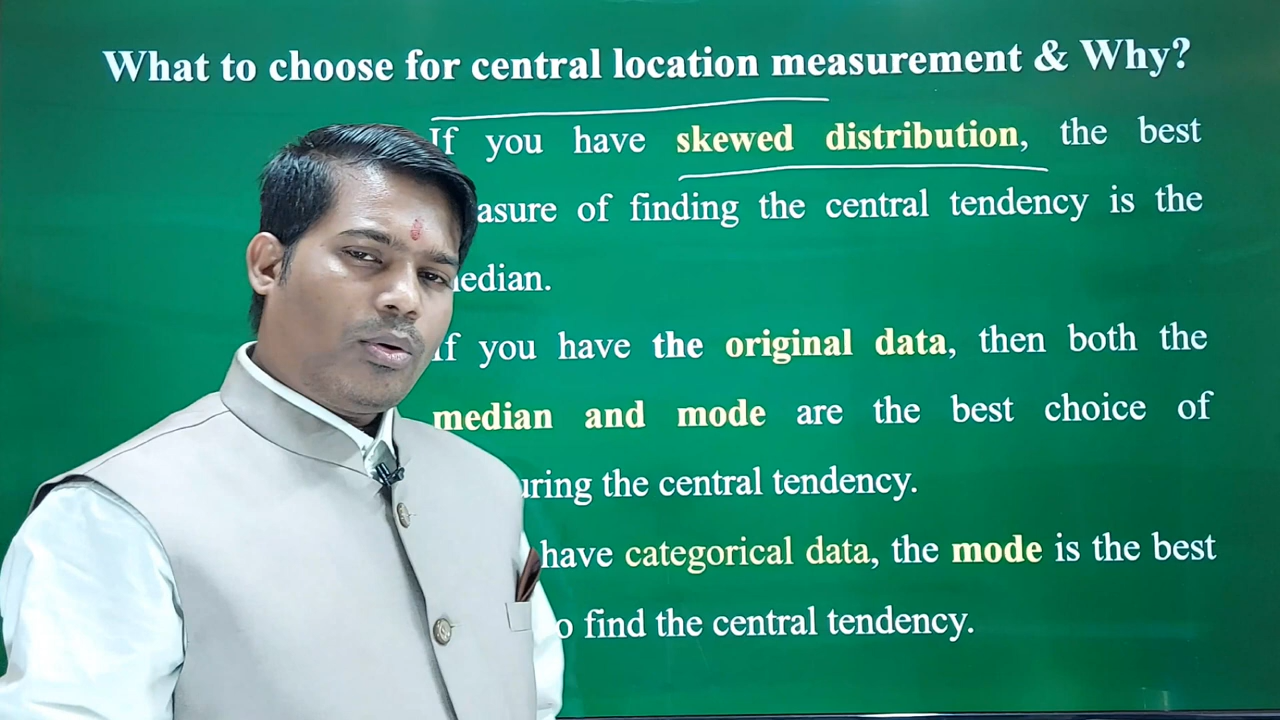 What to choose for central location measurement & Why?
If you have skewed distribution, the best
asure of finding the central tendency is the
median.
If you have the original data, then both the
median and mode are the best choice of
uring the central tendency.
have categorical data, the mode is the best
o find the central tendency.